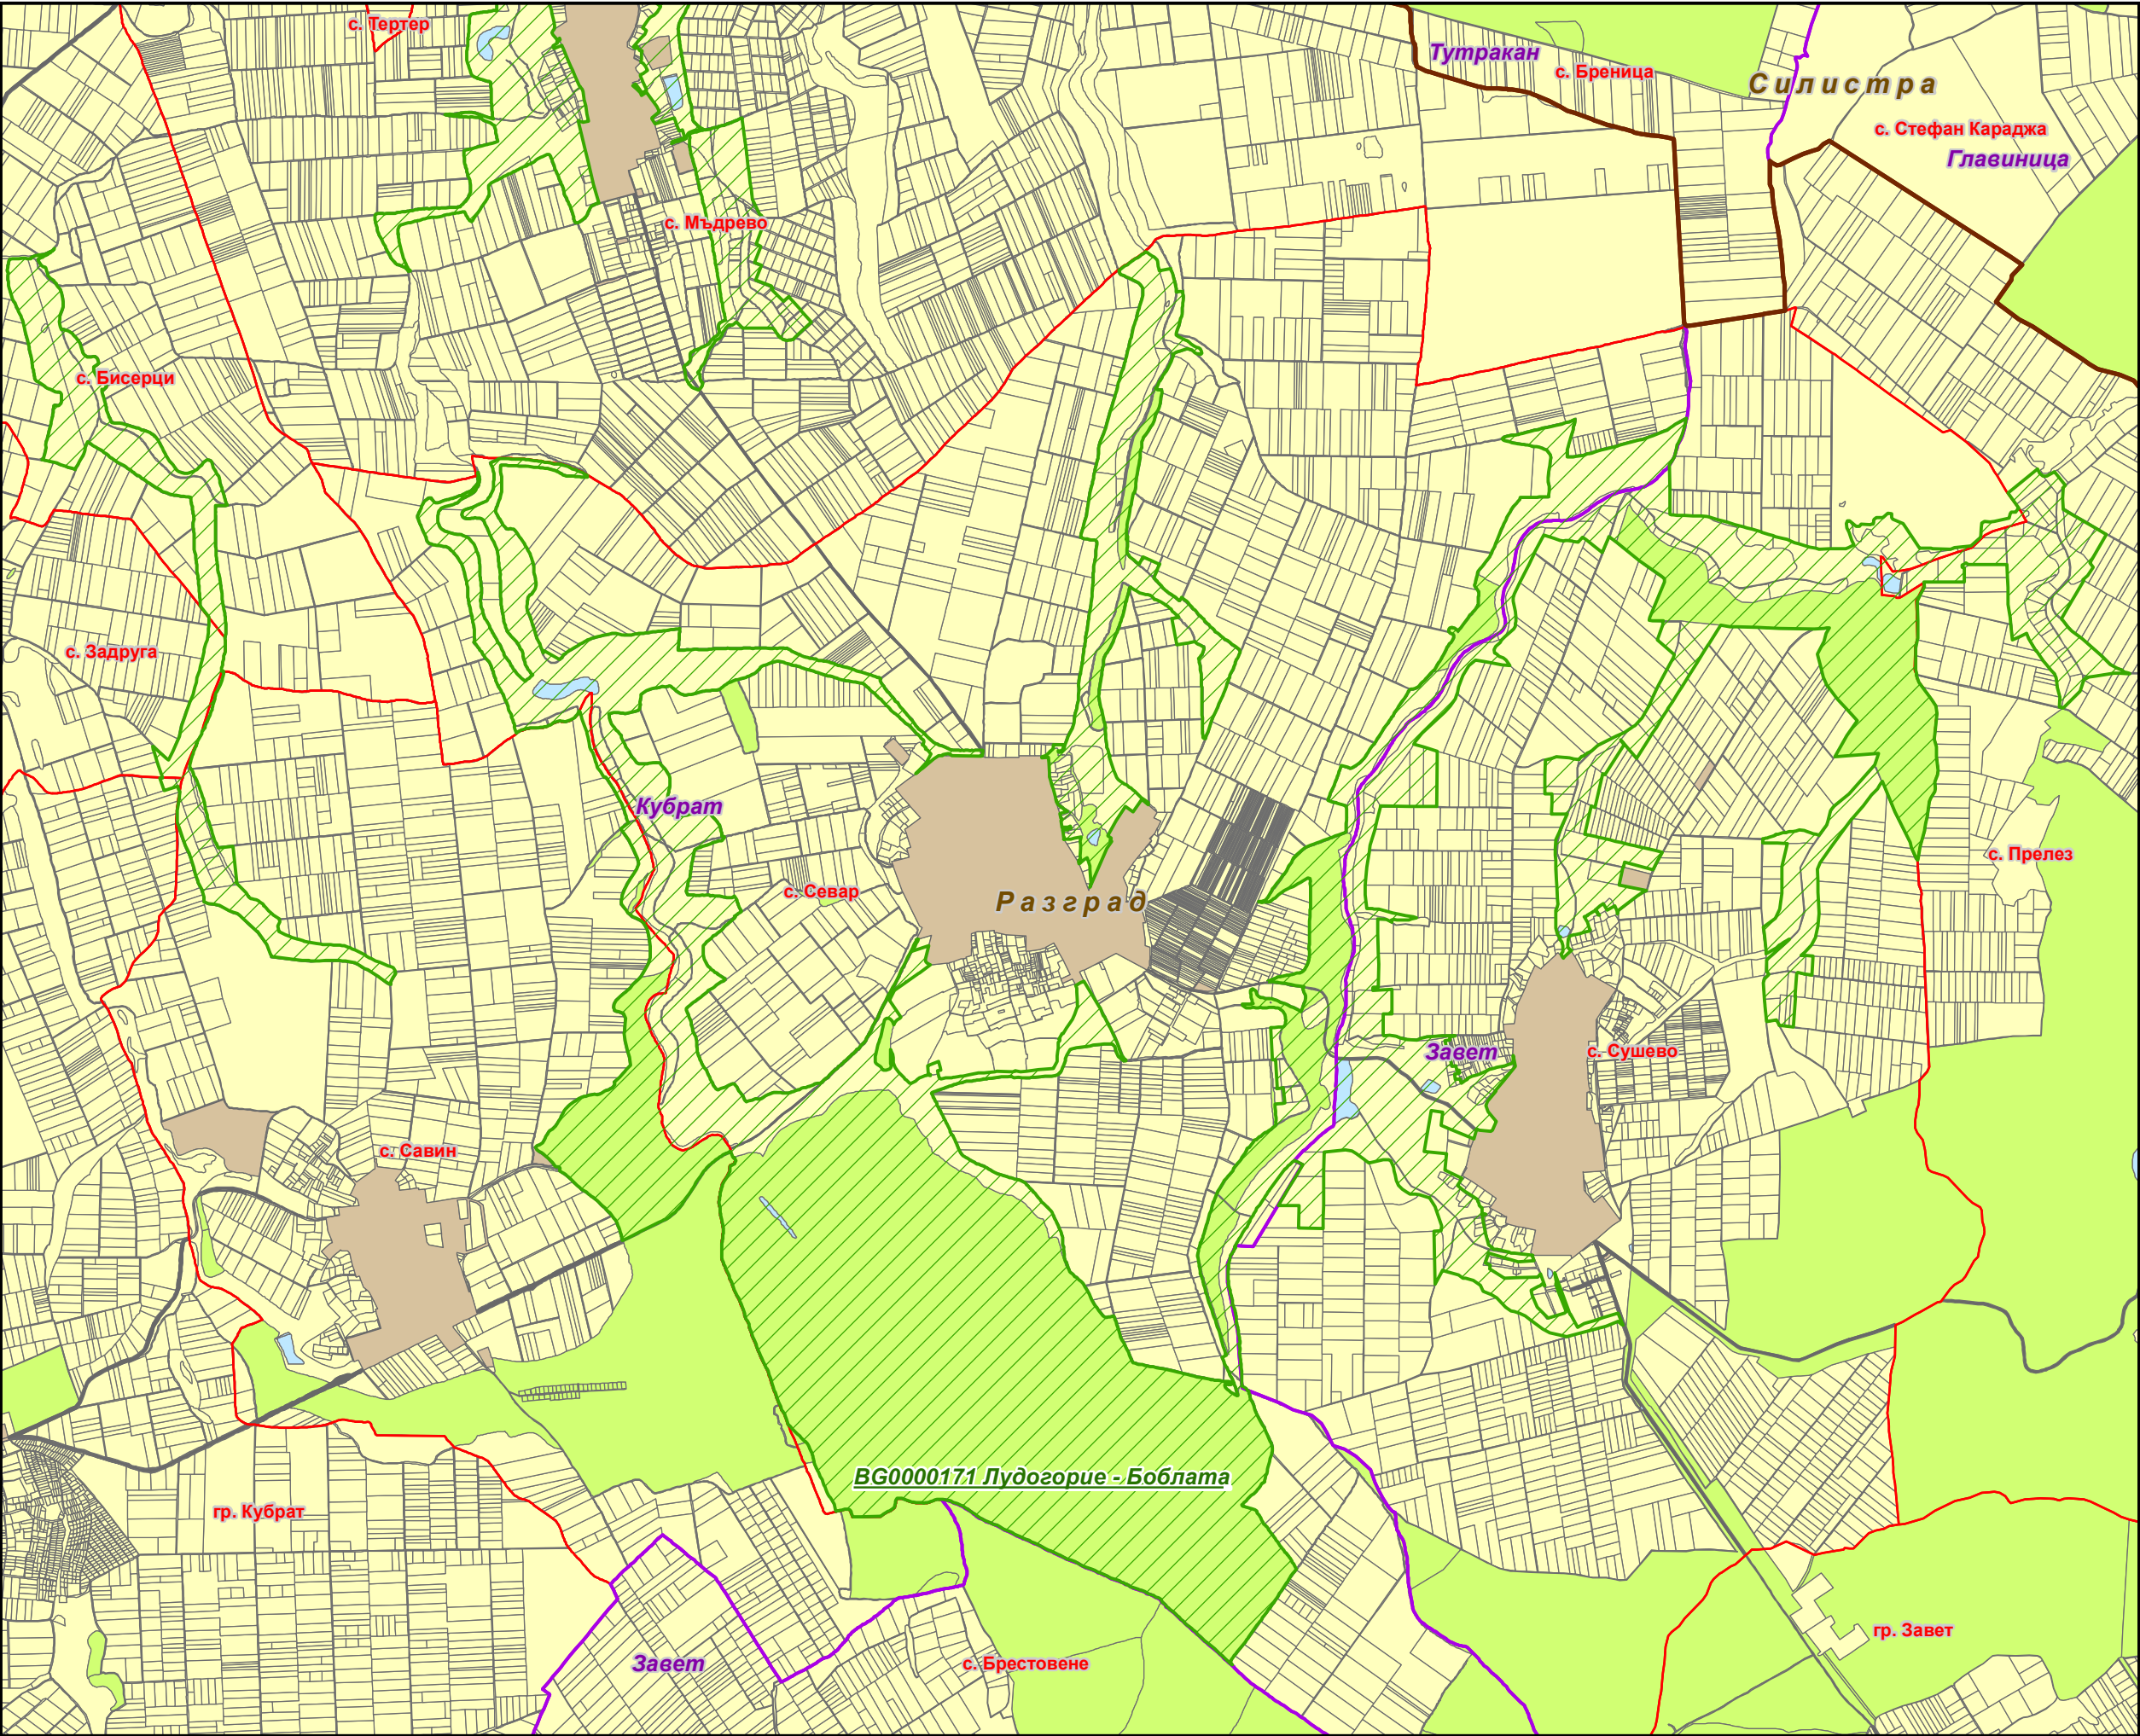 с. Тертер
Тутракан
с. Бреница
Силистра
с. Стефан Караджа
Главиница
с. Мъдрево
с. Бисерци
с. Задруга
Кубрат
с. Прелез
с. Севар
Разград
Завет
с. Сушево
с. Савин
BG0000171 Лудогорие - Боблата
гр. Кубрат
гр. Завет
Завет
с. Брестовене